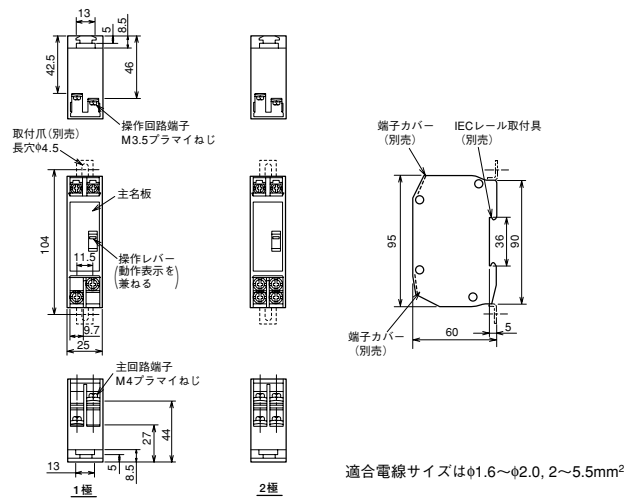 13
5
8.5
42.5
46
操作回路端子
M3.5プラマイねじ
取付爪(別売)
長穴φ4.5
主名板
104
操作レバー
(動作表示を
兼ねる)
11.5
9.7
25
主回路端子
M4プラマイねじ
44
27
13
5
8.5
1極
2極
端子カバー
(別売)
IECレール取付具
(別売)
95
36
90
端子カバー
(別売)
60
5
適合電線サイズはφ1.6〜φ2.0, 2〜5.5mm²